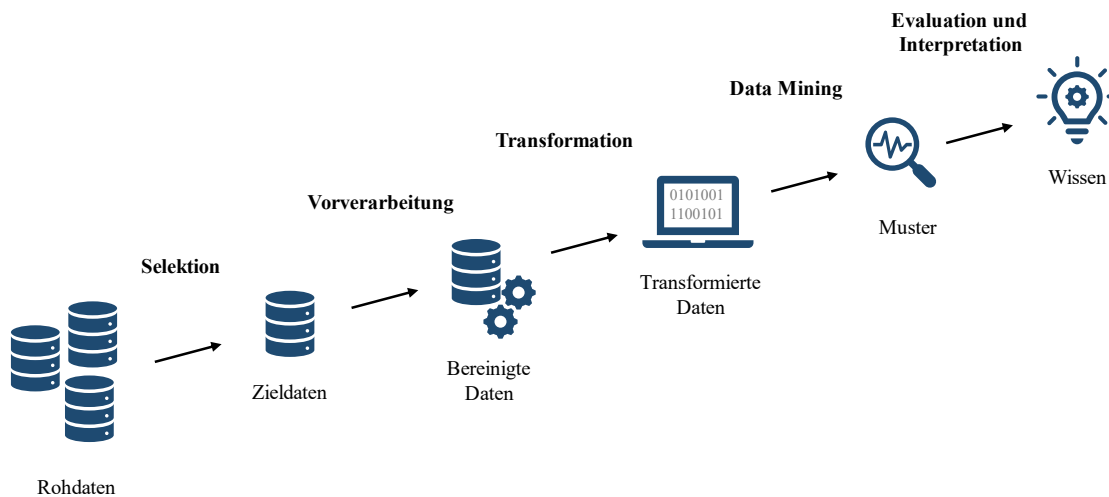 Evaluation und
Interpretation
Data Mining
Transformation
Wissen
Vorverarbeitung
0101001
1100101
Muster
Selektion
Transformierte
Daten
Bereinigte
Daten
Zieldaten
Rohdaten